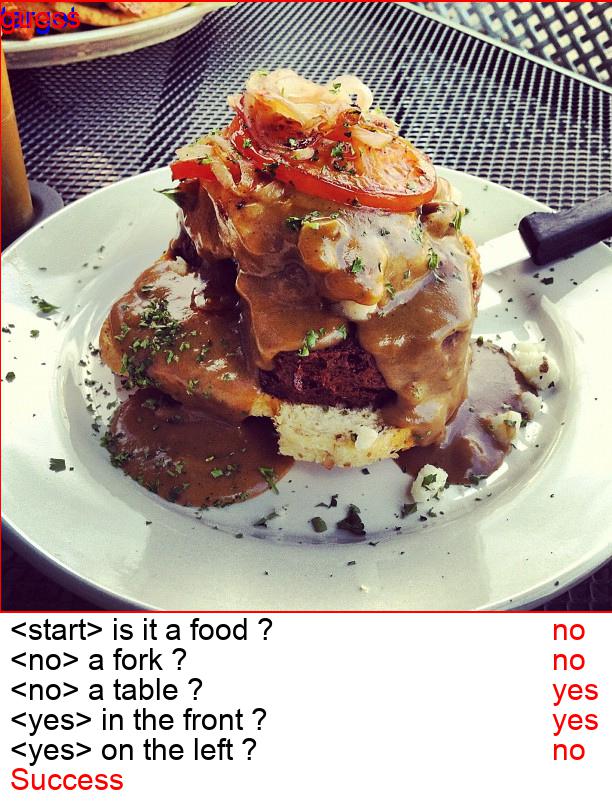 <start> is it a food ? no
<no> a fork ? no
<no> a table ? yes
<yes> in the front ? yes
<yes> on the left ? no
Success